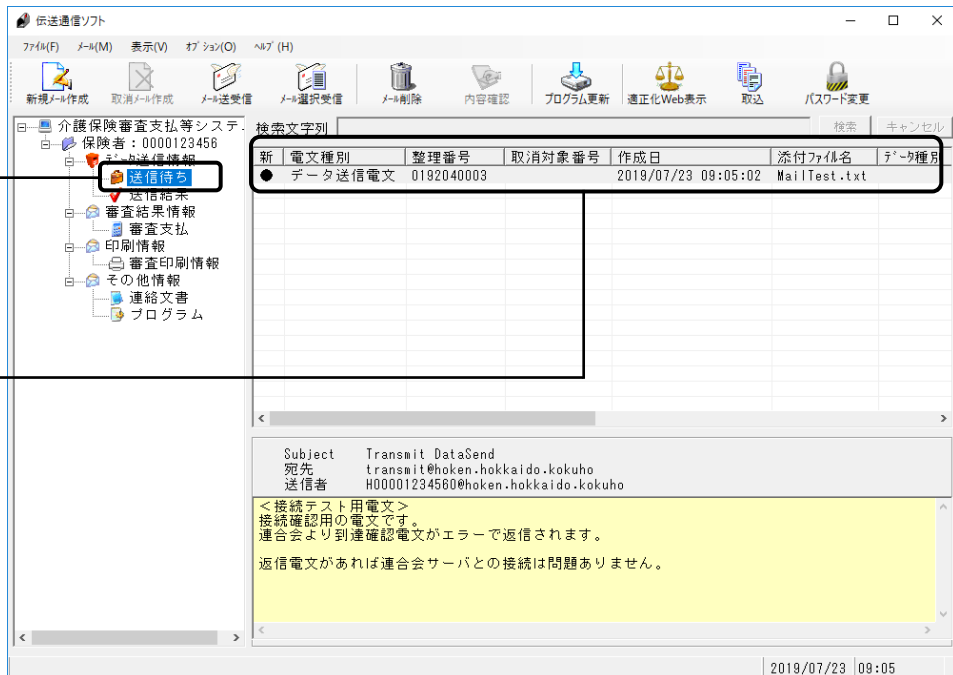 伝送通信ソフト
ﾌｧｲﾙ(F) ﾒｰﾙ(M) 表示(V) ｵﾌﾟｼｮﾝ(O) ﾍﾙﾌﾟ(H)
新規ﾒｰﾙ作成 取消ﾒｰﾙ作成 ﾒｰﾙ送受信 ﾒｰﾙ選択受信 ﾒｰﾙ削除 内容確認 ﾌﾟﾛｸﾞﾗﾑ更新 適正化Web表示 取込 ﾊﾟｽﾜｰﾄﾞ変更
介護保険審査支払等システ.
保険者：0000123456
ﾃﾞｰﾀ送信情報
送信待ち
送信結果
審査結果情報
審査支払
印刷情報
審査印刷情報
その他情報
連絡文書
プログラム
検索文字列 検索 キャンセル
新 電文種別 整理番号 取消対象番号 作成日 添付ﾌｧｲﾙ名 ﾃﾞｰﾀ種別
● データ送信電文 0192040003 2019/07/23 09:05:02 MailTest.txt
Subject Transmit DataSend
宛先 transmit@hoken.hokkaido.kokuho
送信者 H00001234560@hoken.hokkaido.kokuho
＜接続テスト用電文＞
接続確認用の電文です。
連合会より到達確認電文がエラーで返信されます。
返信電文があれば連合会サーバとの接続は問題ありません。
2019/07/23 09:05